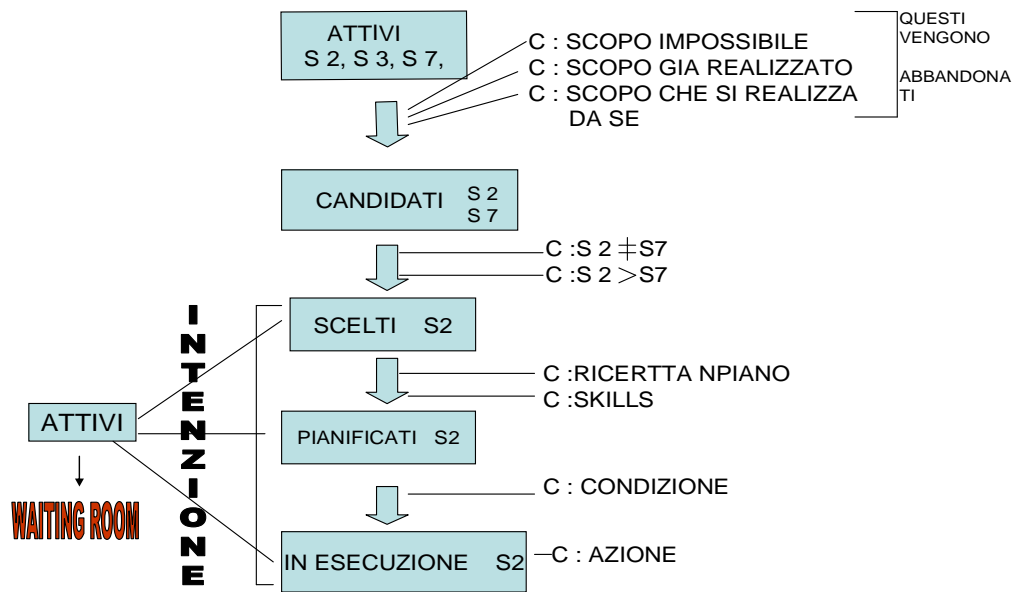 ATTIVI
S 2, S 3, S 7,
C : SCOPO IMPOSSIBILE
C : SCOPO GIA REALIZZATO
C : SCOPO CHE SI REALIZZA
DA SE
QUESTI
VENGONO
ABBANDONA
TI
CANDIDATI S 2
S 7
C :S 2 ‡S7
C :S 2 >S7
SCELTI S2
C :RICERTTA NPIANO
C :SKILLS
INTENZIONE
ATTIVI
WAITING ROOM
PIANIFICATI S2
C : CONDIZIONE
IN ESECUZIONE S2
C : AZIONE